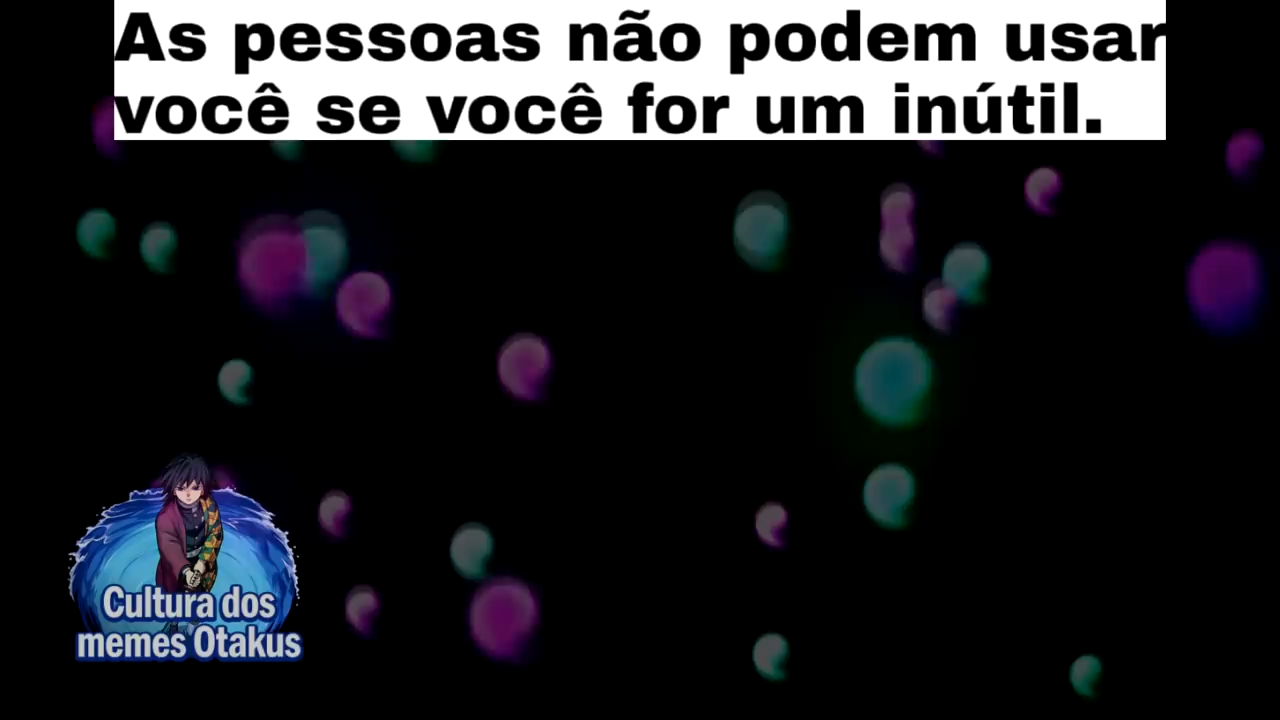 As pessoas não podem usar
você se você for um inútil.
Cultura dos
memes Otakus